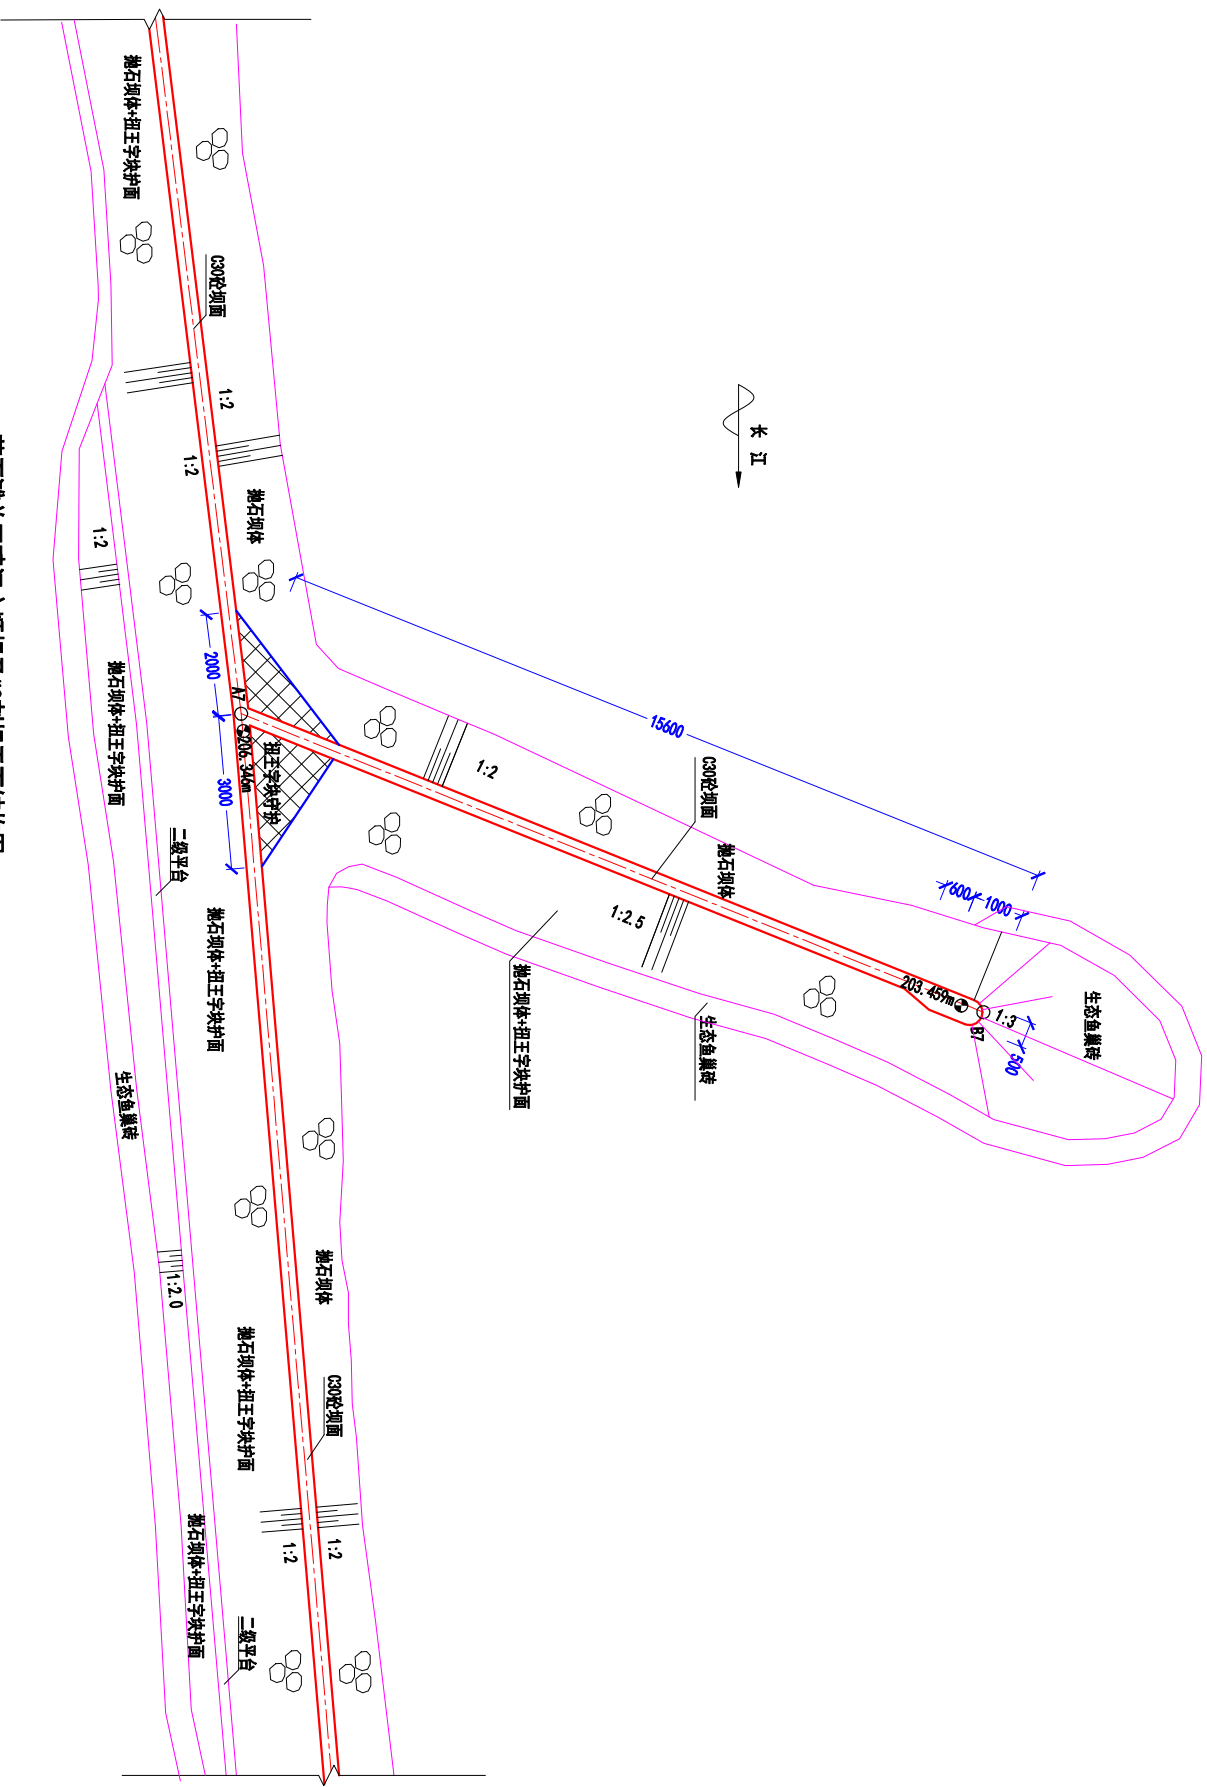 抛石坝体+扭王字块护面
C30砼坝面
1:2
1:2
抛石坝体
长 江
1:2
抛石坝体+扭王字块护面
2000
A7
206.346m
3000
扭王字块守护
15600
1:2
C30砼坝面
抛石坝体
600
1000
203.459m
1:3
B7
500
生态鱼巢砖
1:2.5
抛石坝体+扭王字块护面
生态鱼巢砖
二级平台
抛石坝体+扭王字块护面
生态鱼巢砖
1:2.0
抛石坝体
抛石坝体+扭王字块护面
C30砼坝面
1:2
1:2
抛石坝体+扭王字块护面
二级平台